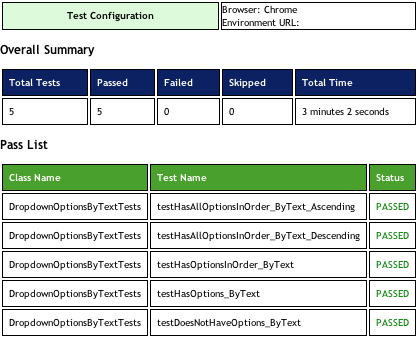 Test Configuration
Browser: Chrome
Environment URL:
Overall Summary
Total Tests Passed Failed Skipped Total Time
5 5 0 0 3 minutes 2 seconds
Pass List
Class Name Test Name Status
DropdownOptionsByTextTests testHasAllOptionsInOrder_ByText_Ascending PASSED
DropdownOptionsByTextTests testHasAllOptionsInOrder_ByText_Descending PASSED
DropdownOptionsByTextTests testHasOptionsInOrder_ByText PASSED
DropdownOptionsByTextTests testHasOptions_ByText PASSED
DropdownOptionsByTextTests testDoesNotHaveOptions_ByText PASSED